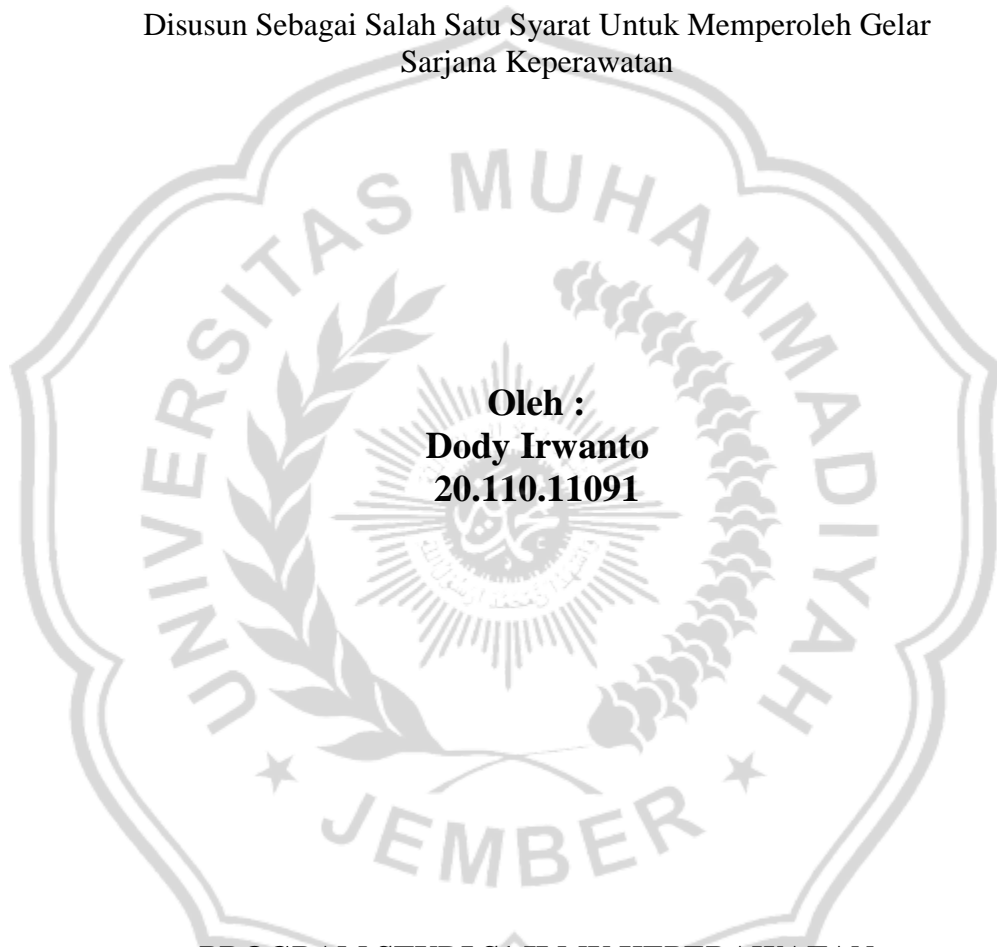 Disusun Sebagai Salah Satu Syarat Untuk Memperoleh Gelar
Sarjana Keperawatan
UNIVERSITAS MUHAMMADIYAH
Oleh :
Dody Irwanto
20.110.11091
JEMBER